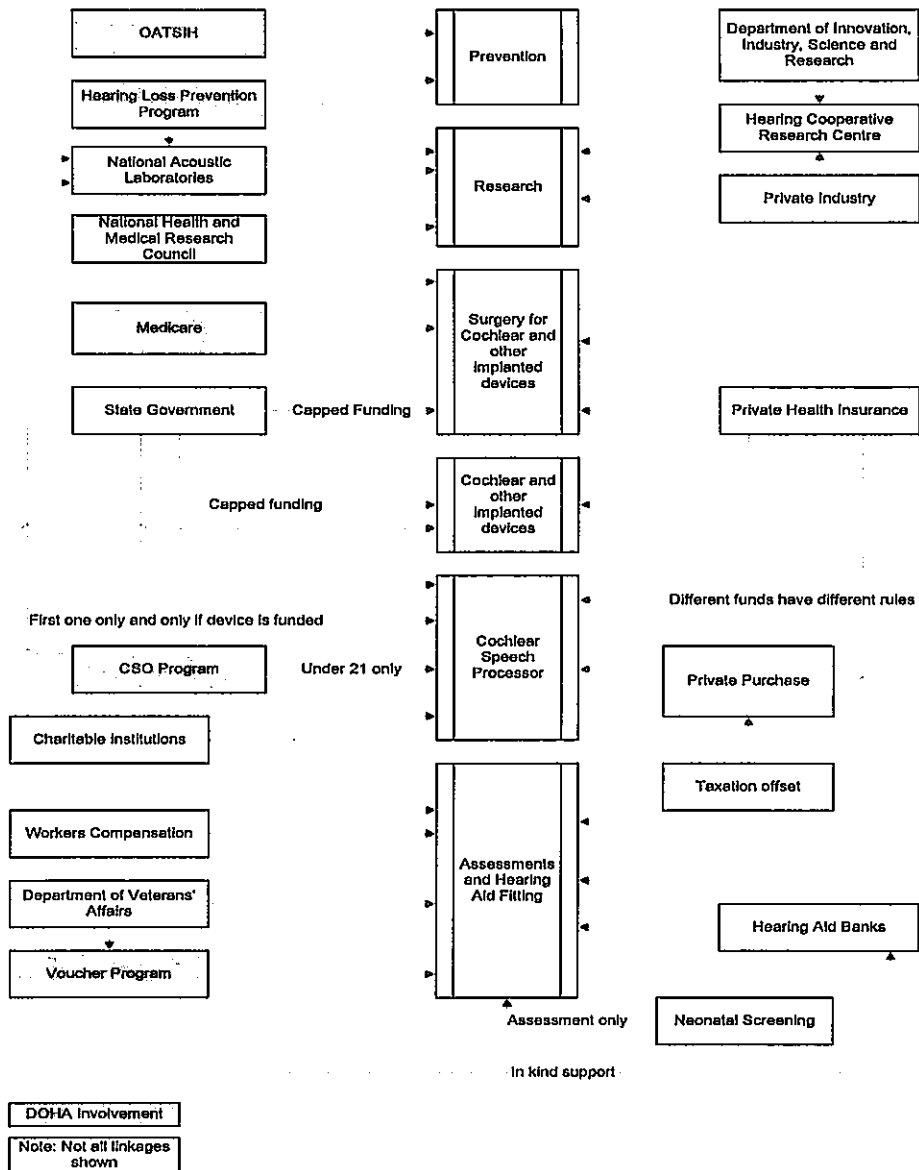 OATSIH
Prevention
Department of Innovation,
Industry, Science and
Research
Hearing Loss Prevention
Program
Hearing Cooperative
Research Centre
National Acoustic
Laboratories
Research
Private Industry
National Health and
Medical Research
Council
Medicare
Surgery for
Cochlear and
other
implanted
devices
State Government
Capped Funding
Private Health Insurance
Capped funding
Cochlear and
other
implanted
devices
First one only and only if device is funded
Different funds have different rules
CSO Program
Under 21 only
Cochlear
Speech
Processor
Private Purchase
Charitable Institutions
Taxation offset
Workers Compensation
Assessments
and Hearing
Aid Fitting
Department of Veterans'
Affairs
Hearing Aid Banks
Voucher Program
Assessment only
Neonatal Screening
In kind support
DOHA Involvement
Note: Not all linkages
shown